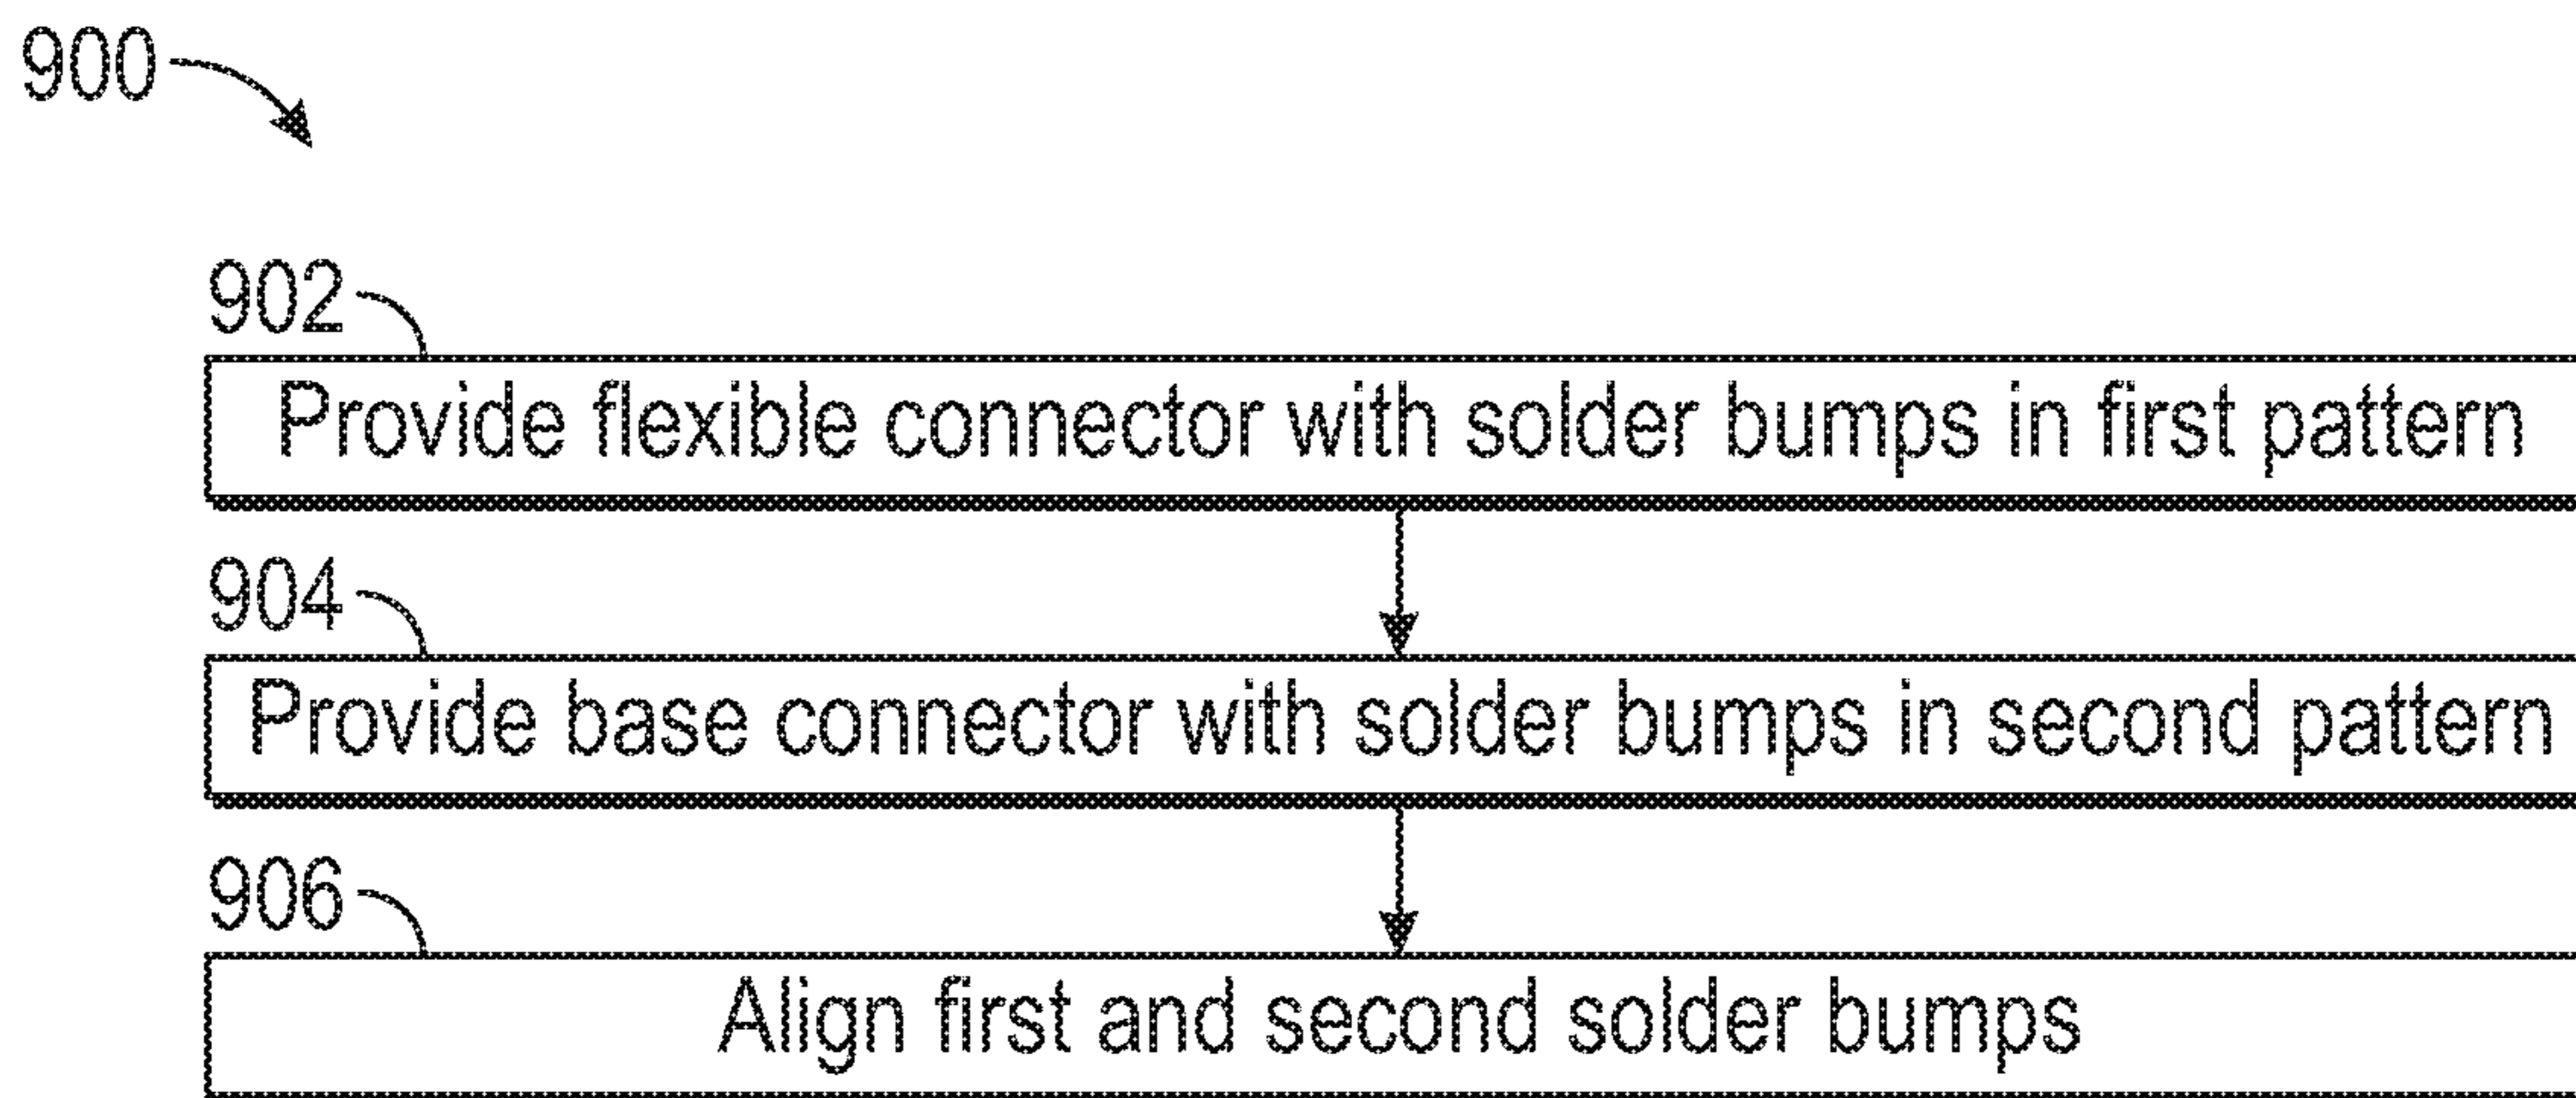 900
902
Provide flexible connector with solder bumps in first pattern
904
Provide base connector with solder bumps in second pattern
906
Align first and second solder bumps